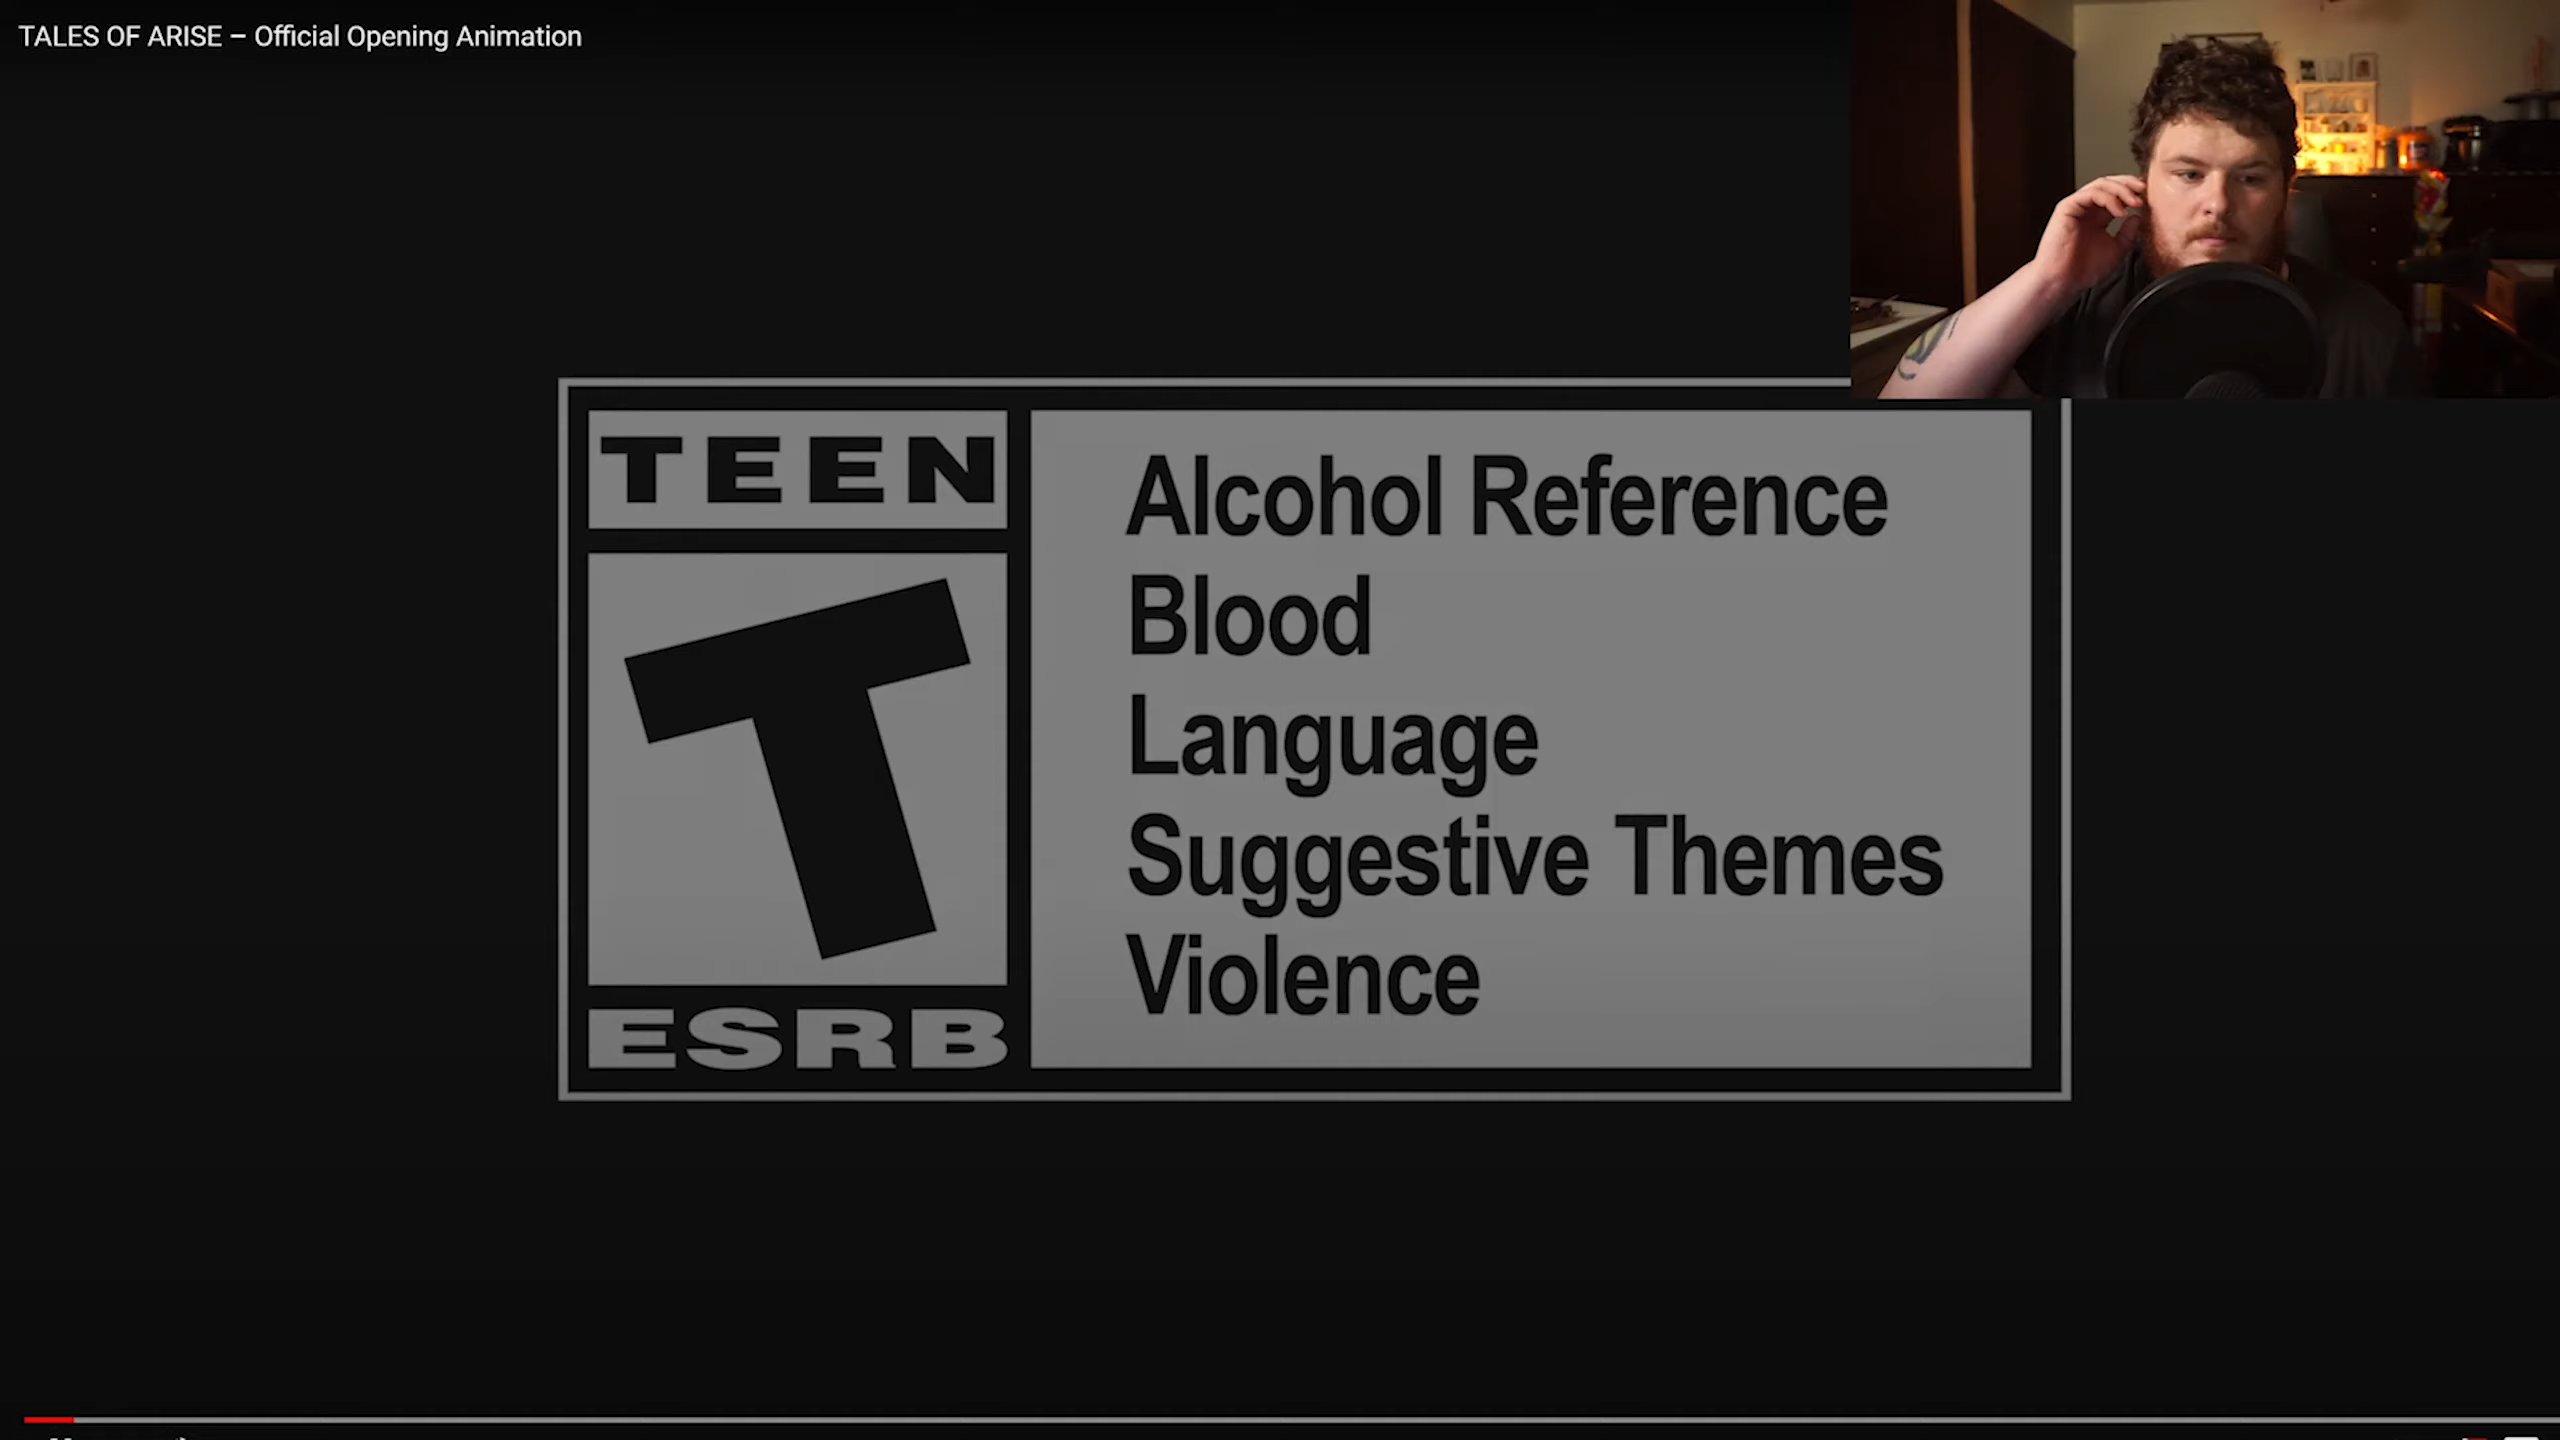 TALES OF ARISE – Official Opening Animation
TEEN
T
ESRB
Alcohol Reference
Blood
Language
Suggestive Themes
Violence